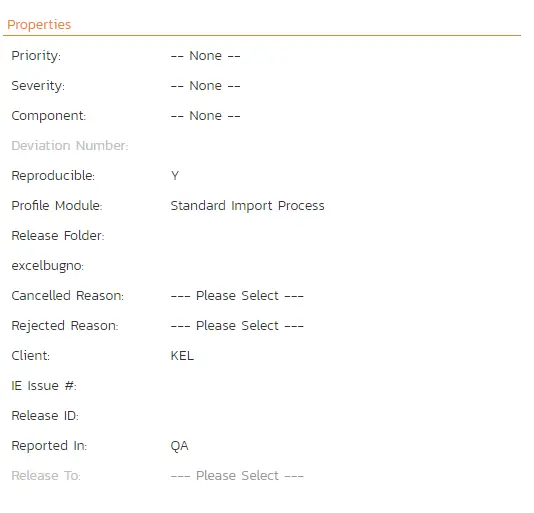 Properties
Priority: -- None --
Severity: -- None --
Component: -- None --
Deviation Number:
Reproducible: Y
Profile Module: Standard Import Process
Release Folder:
excelbugno:
Cancelled Reason: --- Please Select ---
Rejected Reason: --- Please Select ---
Client: KEL
IE Issue #:
Release ID:
Reported In: QA
Release To: --- Please Select ---